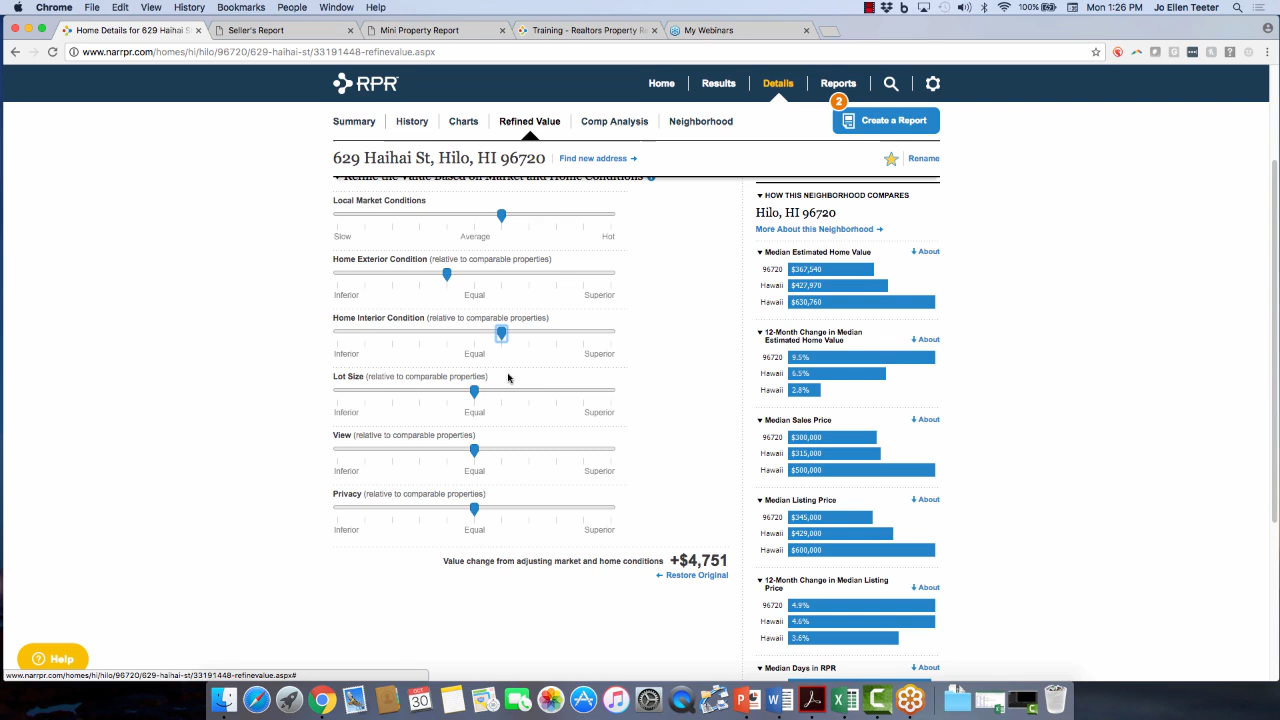 Chrome File Edit View History Bookmarks People Window Help
100% Mon 1:26 PM Jo Ellen Teeter
Home Details for 629 Haihai S
Seller's Report
Mini Property Report
Training - Realtors Property R
My Webinars
www.narrpr.com/homes/hi/hilo/96720/629-haihai-st/33191448-refinevalue.aspx
RPR
Home Results Details Reports
2
Summary History Charts Refined Value Comp Analysis Neighborhood
Create a Report
629 Haihai St, Hilo, HI 96720
Find new address
Rename
Refine the Value Based on Market and Home Conditions
Local Market Conditions
Slow Average Hot
Home Exterior Condition (relative to comparable properties)
Inferior Equal Superior
Home Interior Condition (relative to comparable properties)
Inferior Equal Superior
Lot Size (relative to comparable properties)
Inferior Equal Superior
View (relative to comparable properties)
Inferior Equal Superior
Privacy (relative to comparable properties)
Inferior Equal Superior
Value change from adjusting market and home conditions +$4,751
Restore Original
HOW THIS NEIGHBORHOOD COMPARES
Hilo, HI 96720
More About this Neighborhood
Median Estimated Home Value About
96720 $367,540
Hawaii $427,970
Hawaii $630,760
12-Month Change in Median
Estimated Home Value About
96720 9.5%
Hawaii 6.5%
Hawaii 2.8%
Median Sales Price About
96720 $300,000
Hawaii $315,000
Hawaii $500,000
Median Listing Price About
96720 $345,000
Hawaii $429,000
Hawaii $600,000
12-Month Change in Median Listing
Price About
96720 4.9%
Hawaii 4.6%
Hawaii 3.6%
Median Days in RPR About
Help
www.narrpr.com/homes/hi/hilo/96720/629-haihai-st/33191448-refinevalue.aspx#
OCT
30